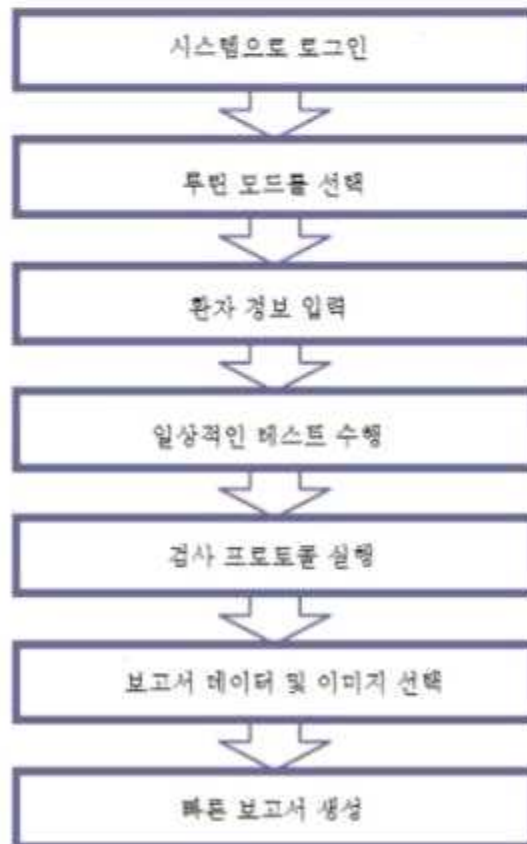 시스템으로 로그인
루틴 모드를 선택
환자 정보 입력
일상적인 테스트 수행
검사 프로토콜 실행
보고서 데이터 및 이미지 선택
빠른 보고서 생성